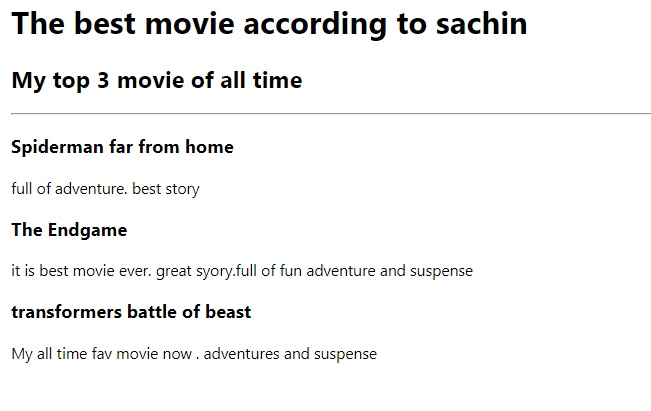 The best movie according to sachin
My top 3 movie of all time
Spiderman far from home
full of adventure. best story
The Endgame
it is best movie ever. great syory.full of fun adventure and suspense
transformers battle of beast
My all time fav movie now . adventures and suspense